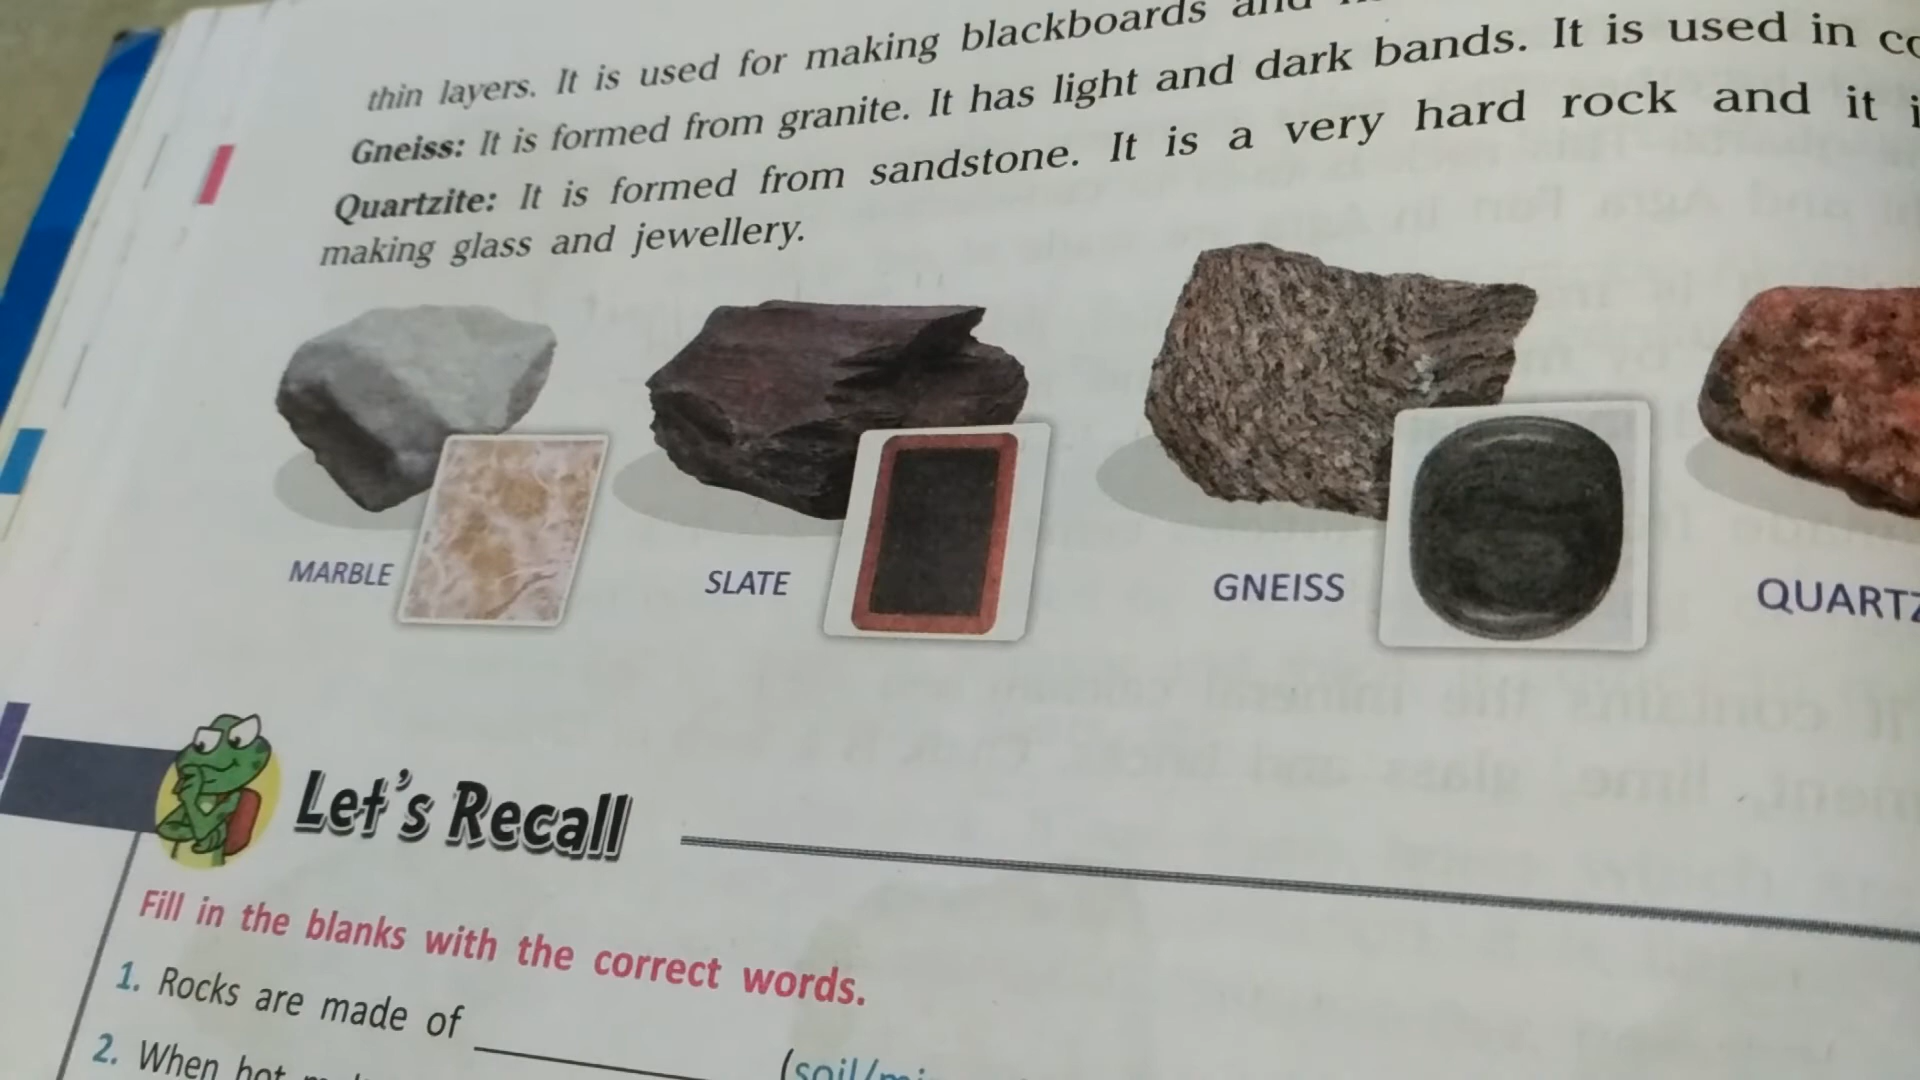 thin layers. It is used for making blackboards and
Gneiss: It is formed from granite. It has light and dark bands. It is used in
Quartzite: It is formed from sandstone. It is a very hard rock and it
making glass and jewellery.
MARBLE SLATE GNEISS
Let's Recall
Fill in the blanks with the correct words.
1. Rocks are made of (soil/
2. When hot